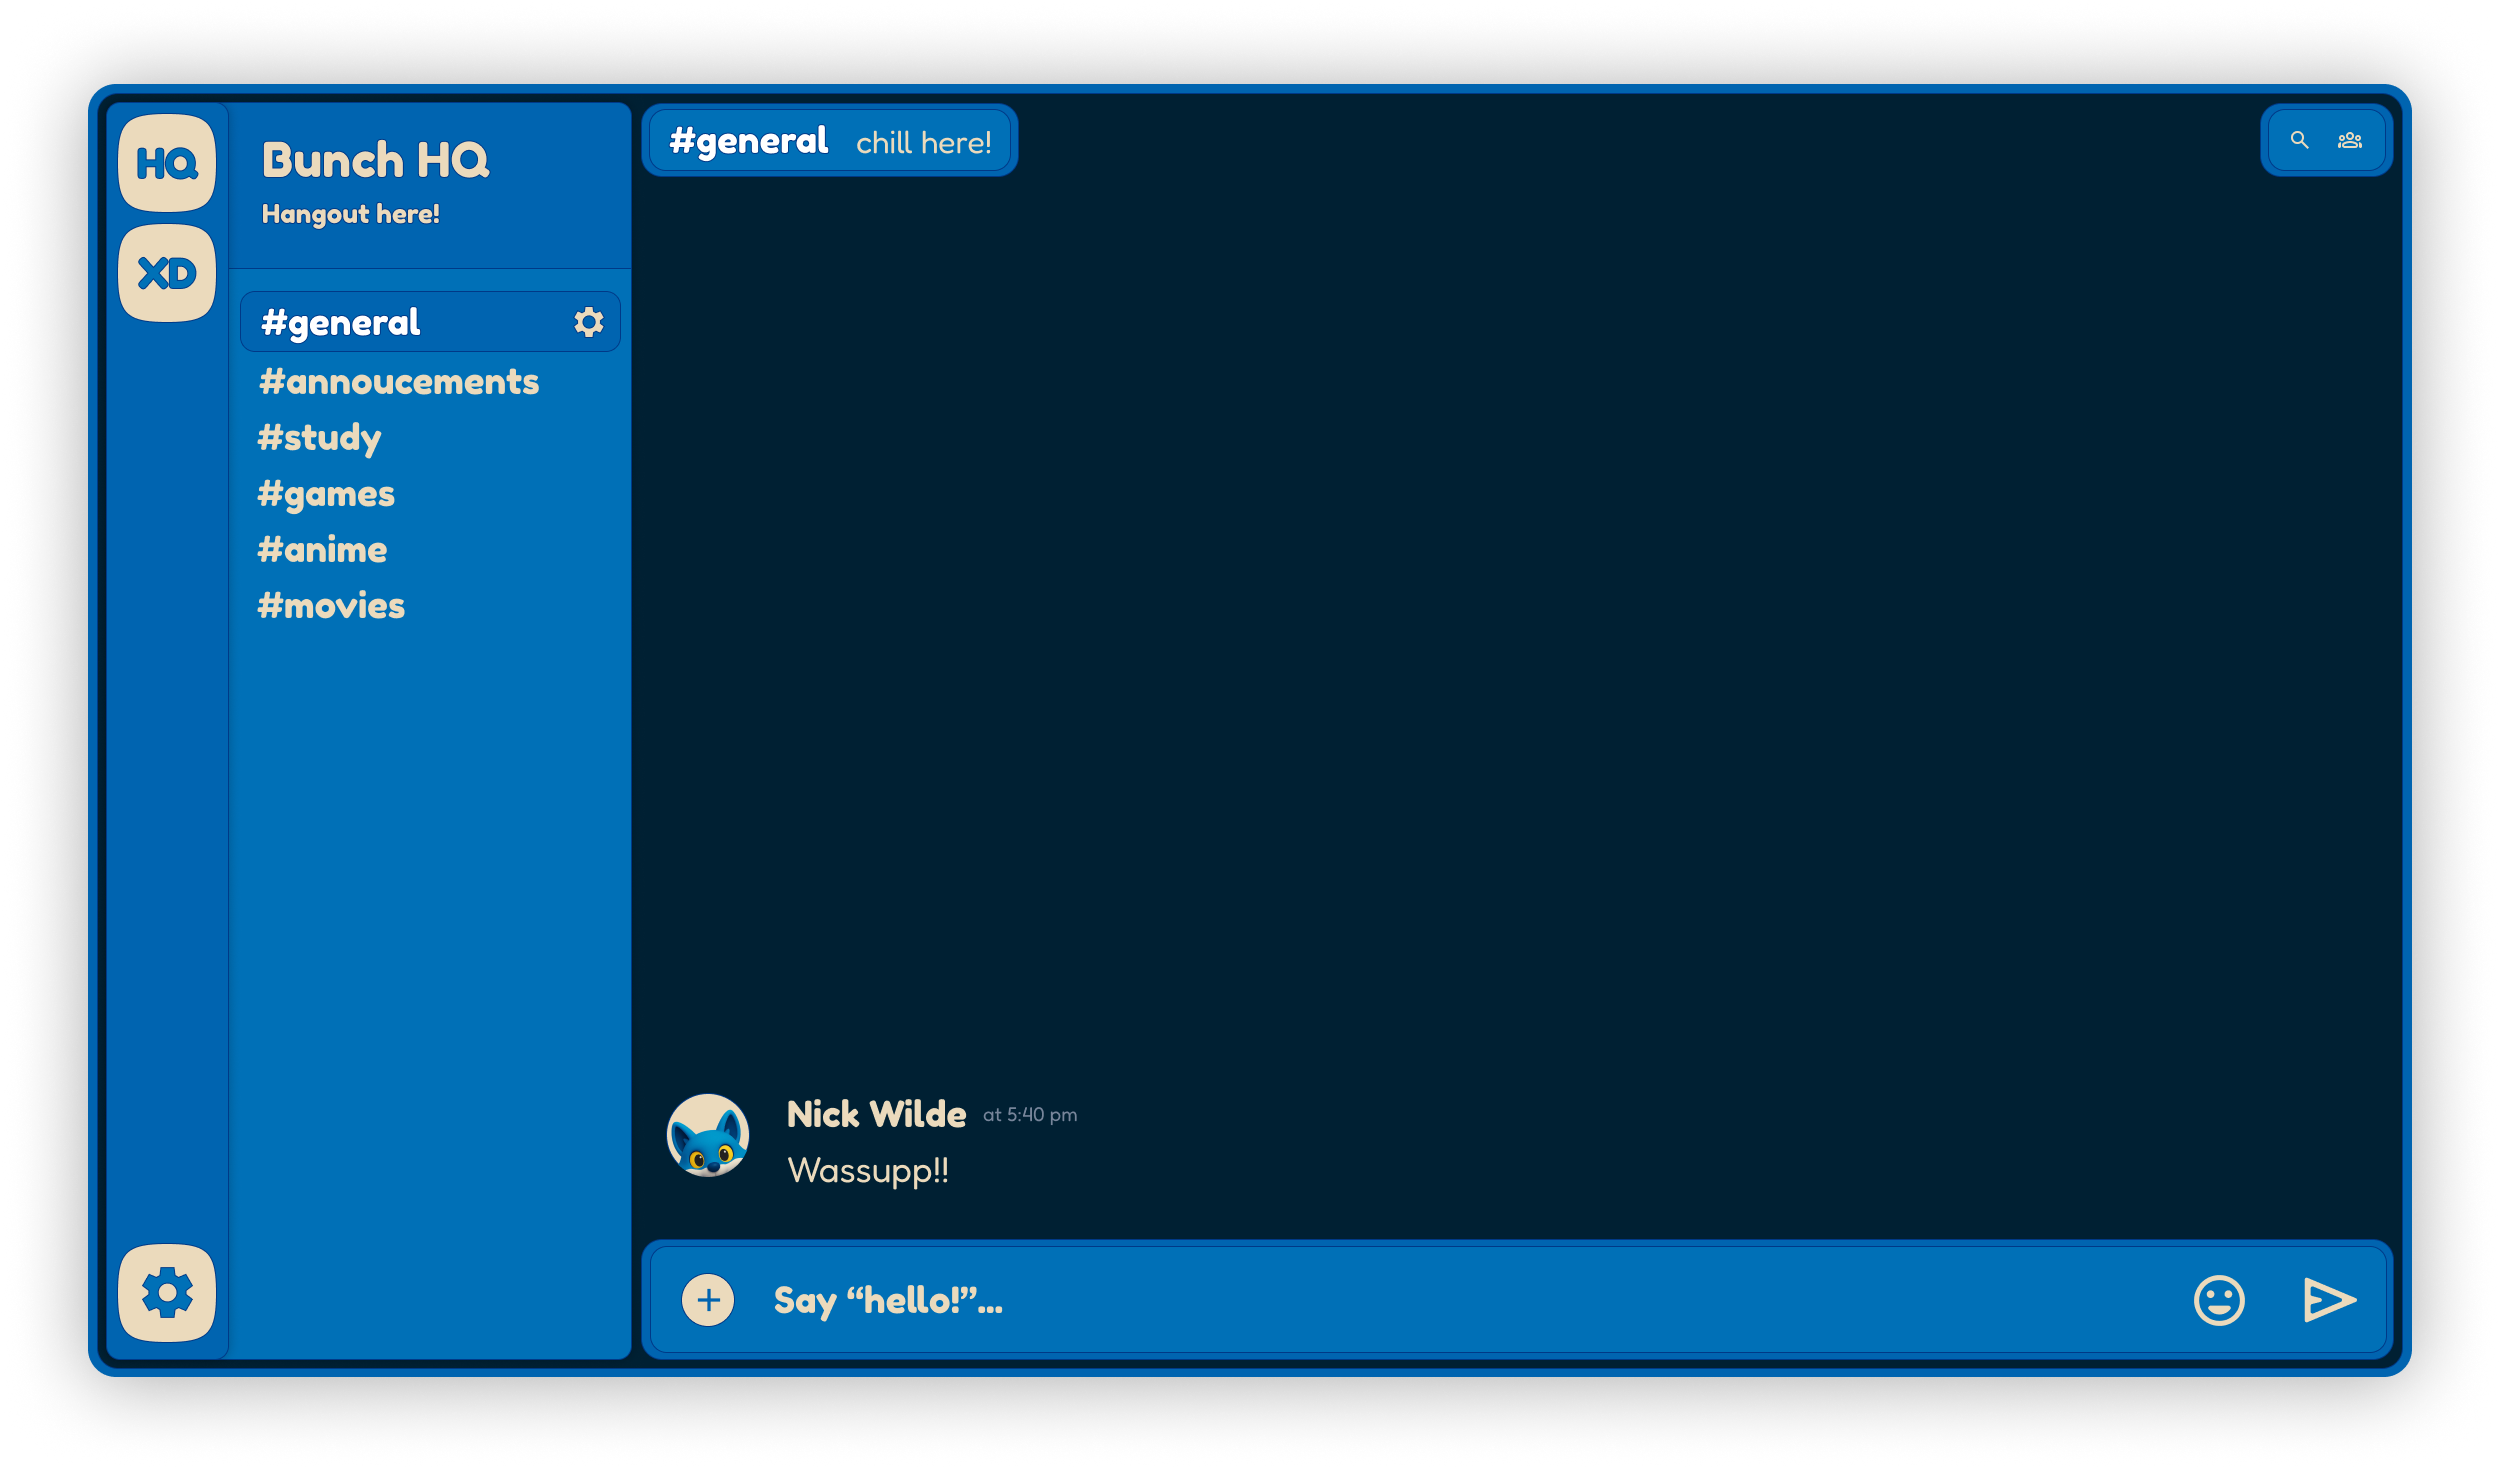 HQ
XD
Bunch HQ
Hangout here!
#general
#annoucements
#study
#games
#anime
#movies
#general chill here!
Nick Wilde at 5:40 pm
Wassupp!!
Say “hello!”...